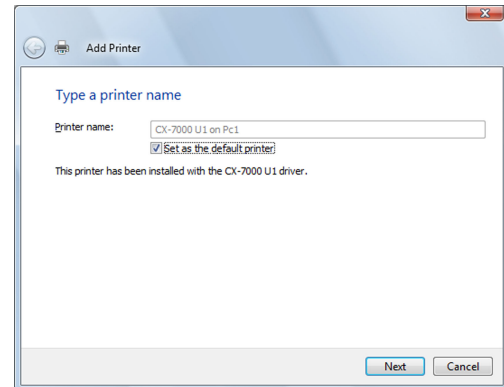 Add Printer
Type a printer name
Printer name:
CX-7000 U1 on Pc1
Set as the default printer
This printer has been installed with the CX-7000 U1 driver.
Next Cancel